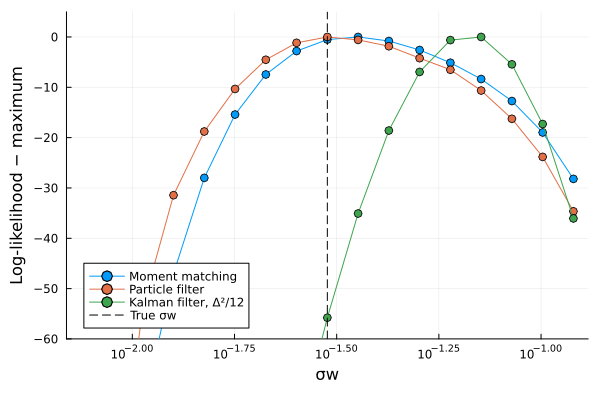 Log-likelihood − maximum
0
−10
−20
−30
−40
−50
−60
Moment matching
Particle filter
Kalman filter, Δ²/12
True σw
10⁻²·⁰⁰ 10⁻¹·⁷⁵ 10⁻¹·⁵⁰ 10⁻¹·²⁵ 10⁻¹·⁰⁰
σw